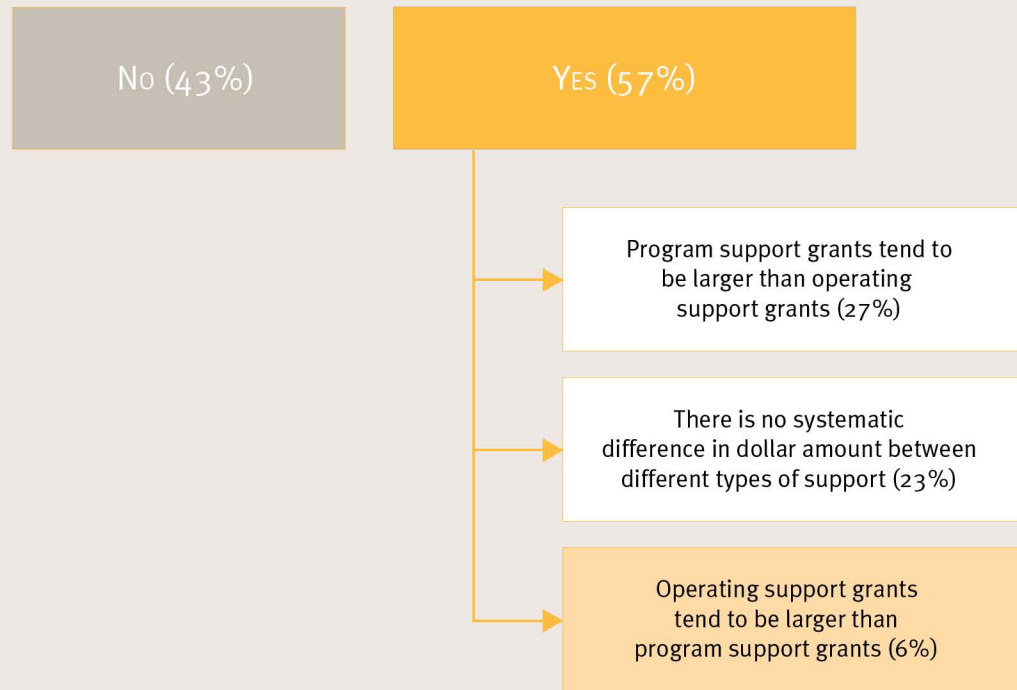 No (43%)
Yes (57%)
Program support grants tend to
be larger than operating
support grants (27%)
There is no systematic
difference in dollar amount between
different types of support (23%)
Operating support grants
tend to be larger than
program support grants (6%)